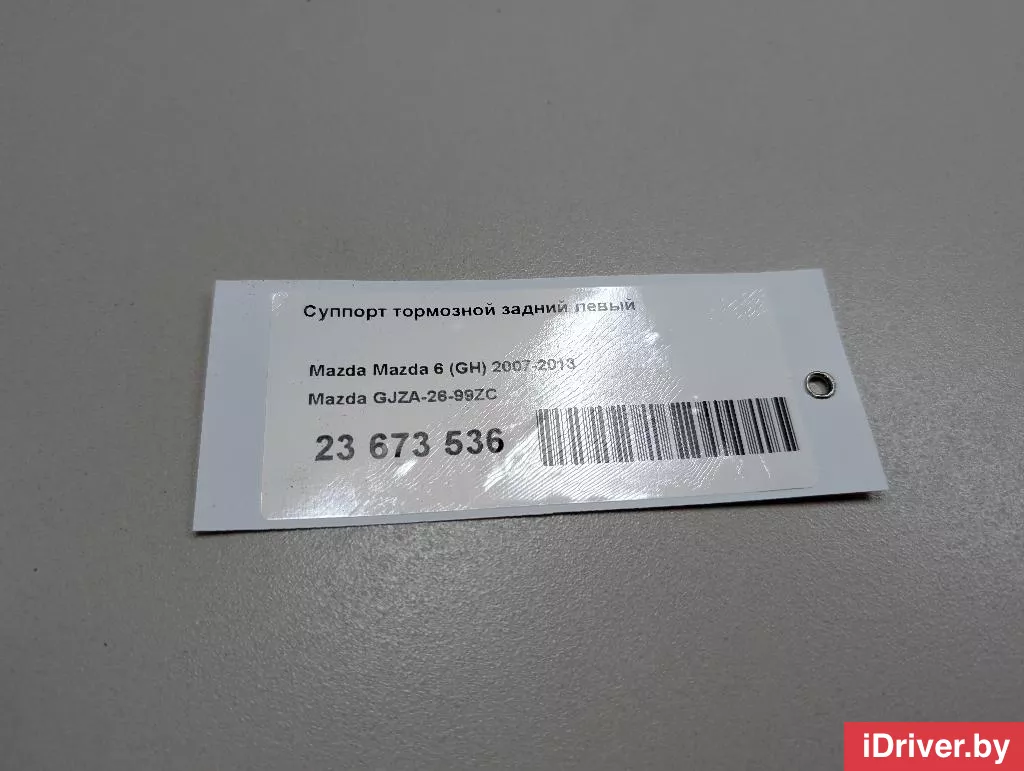 Суппорт тормозной задний левый
Mazda Mazda 6 (GH) 2007-2013
Mazda GJZA-26-99ZC
23 673 536
iDriver.by